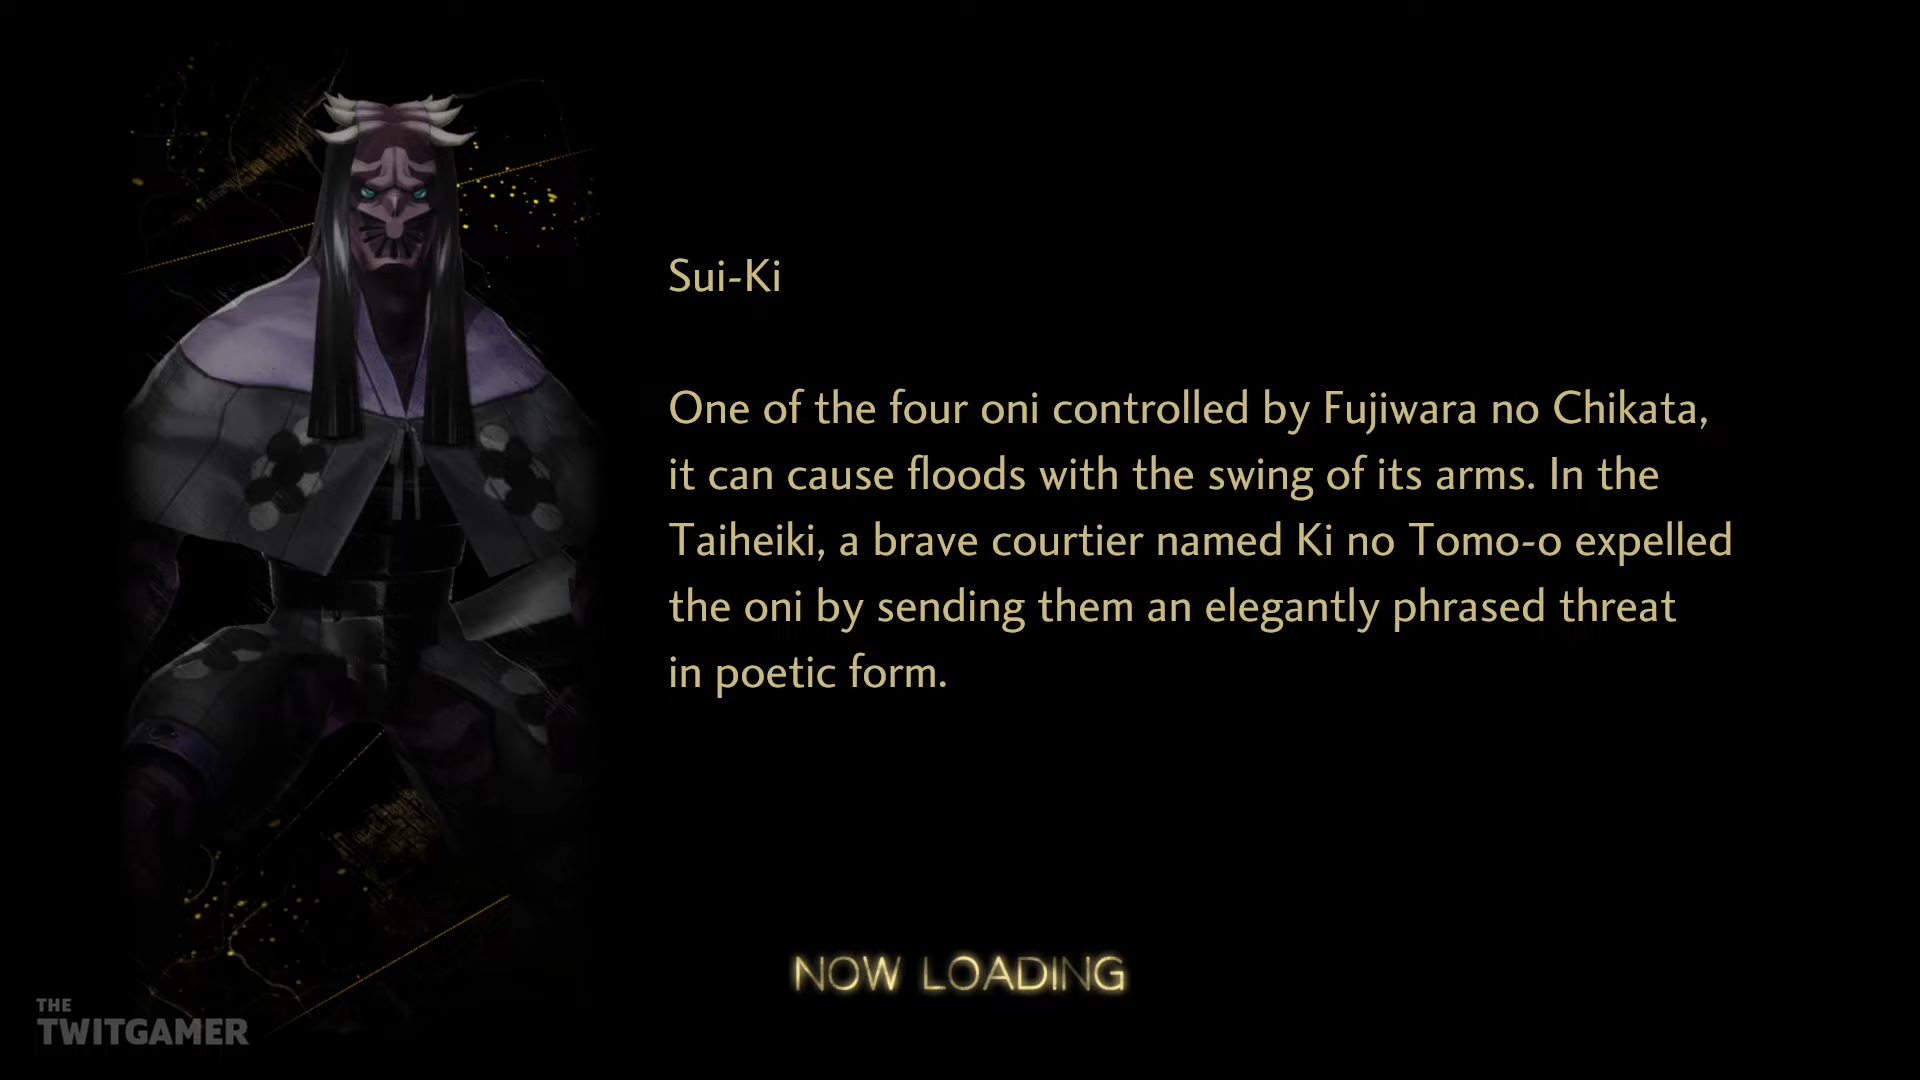 Sui-Ki
One of the four oni controlled by Fujiwara no Chikata,
it can cause floods with the swing of its arms. In the
Taiheiki, a brave courtier named Ki no Tomo-o expelled
the oni by sending them an elegantly phrased threat
in poetic form.
NOW LOADING
THE
TWITGAMER